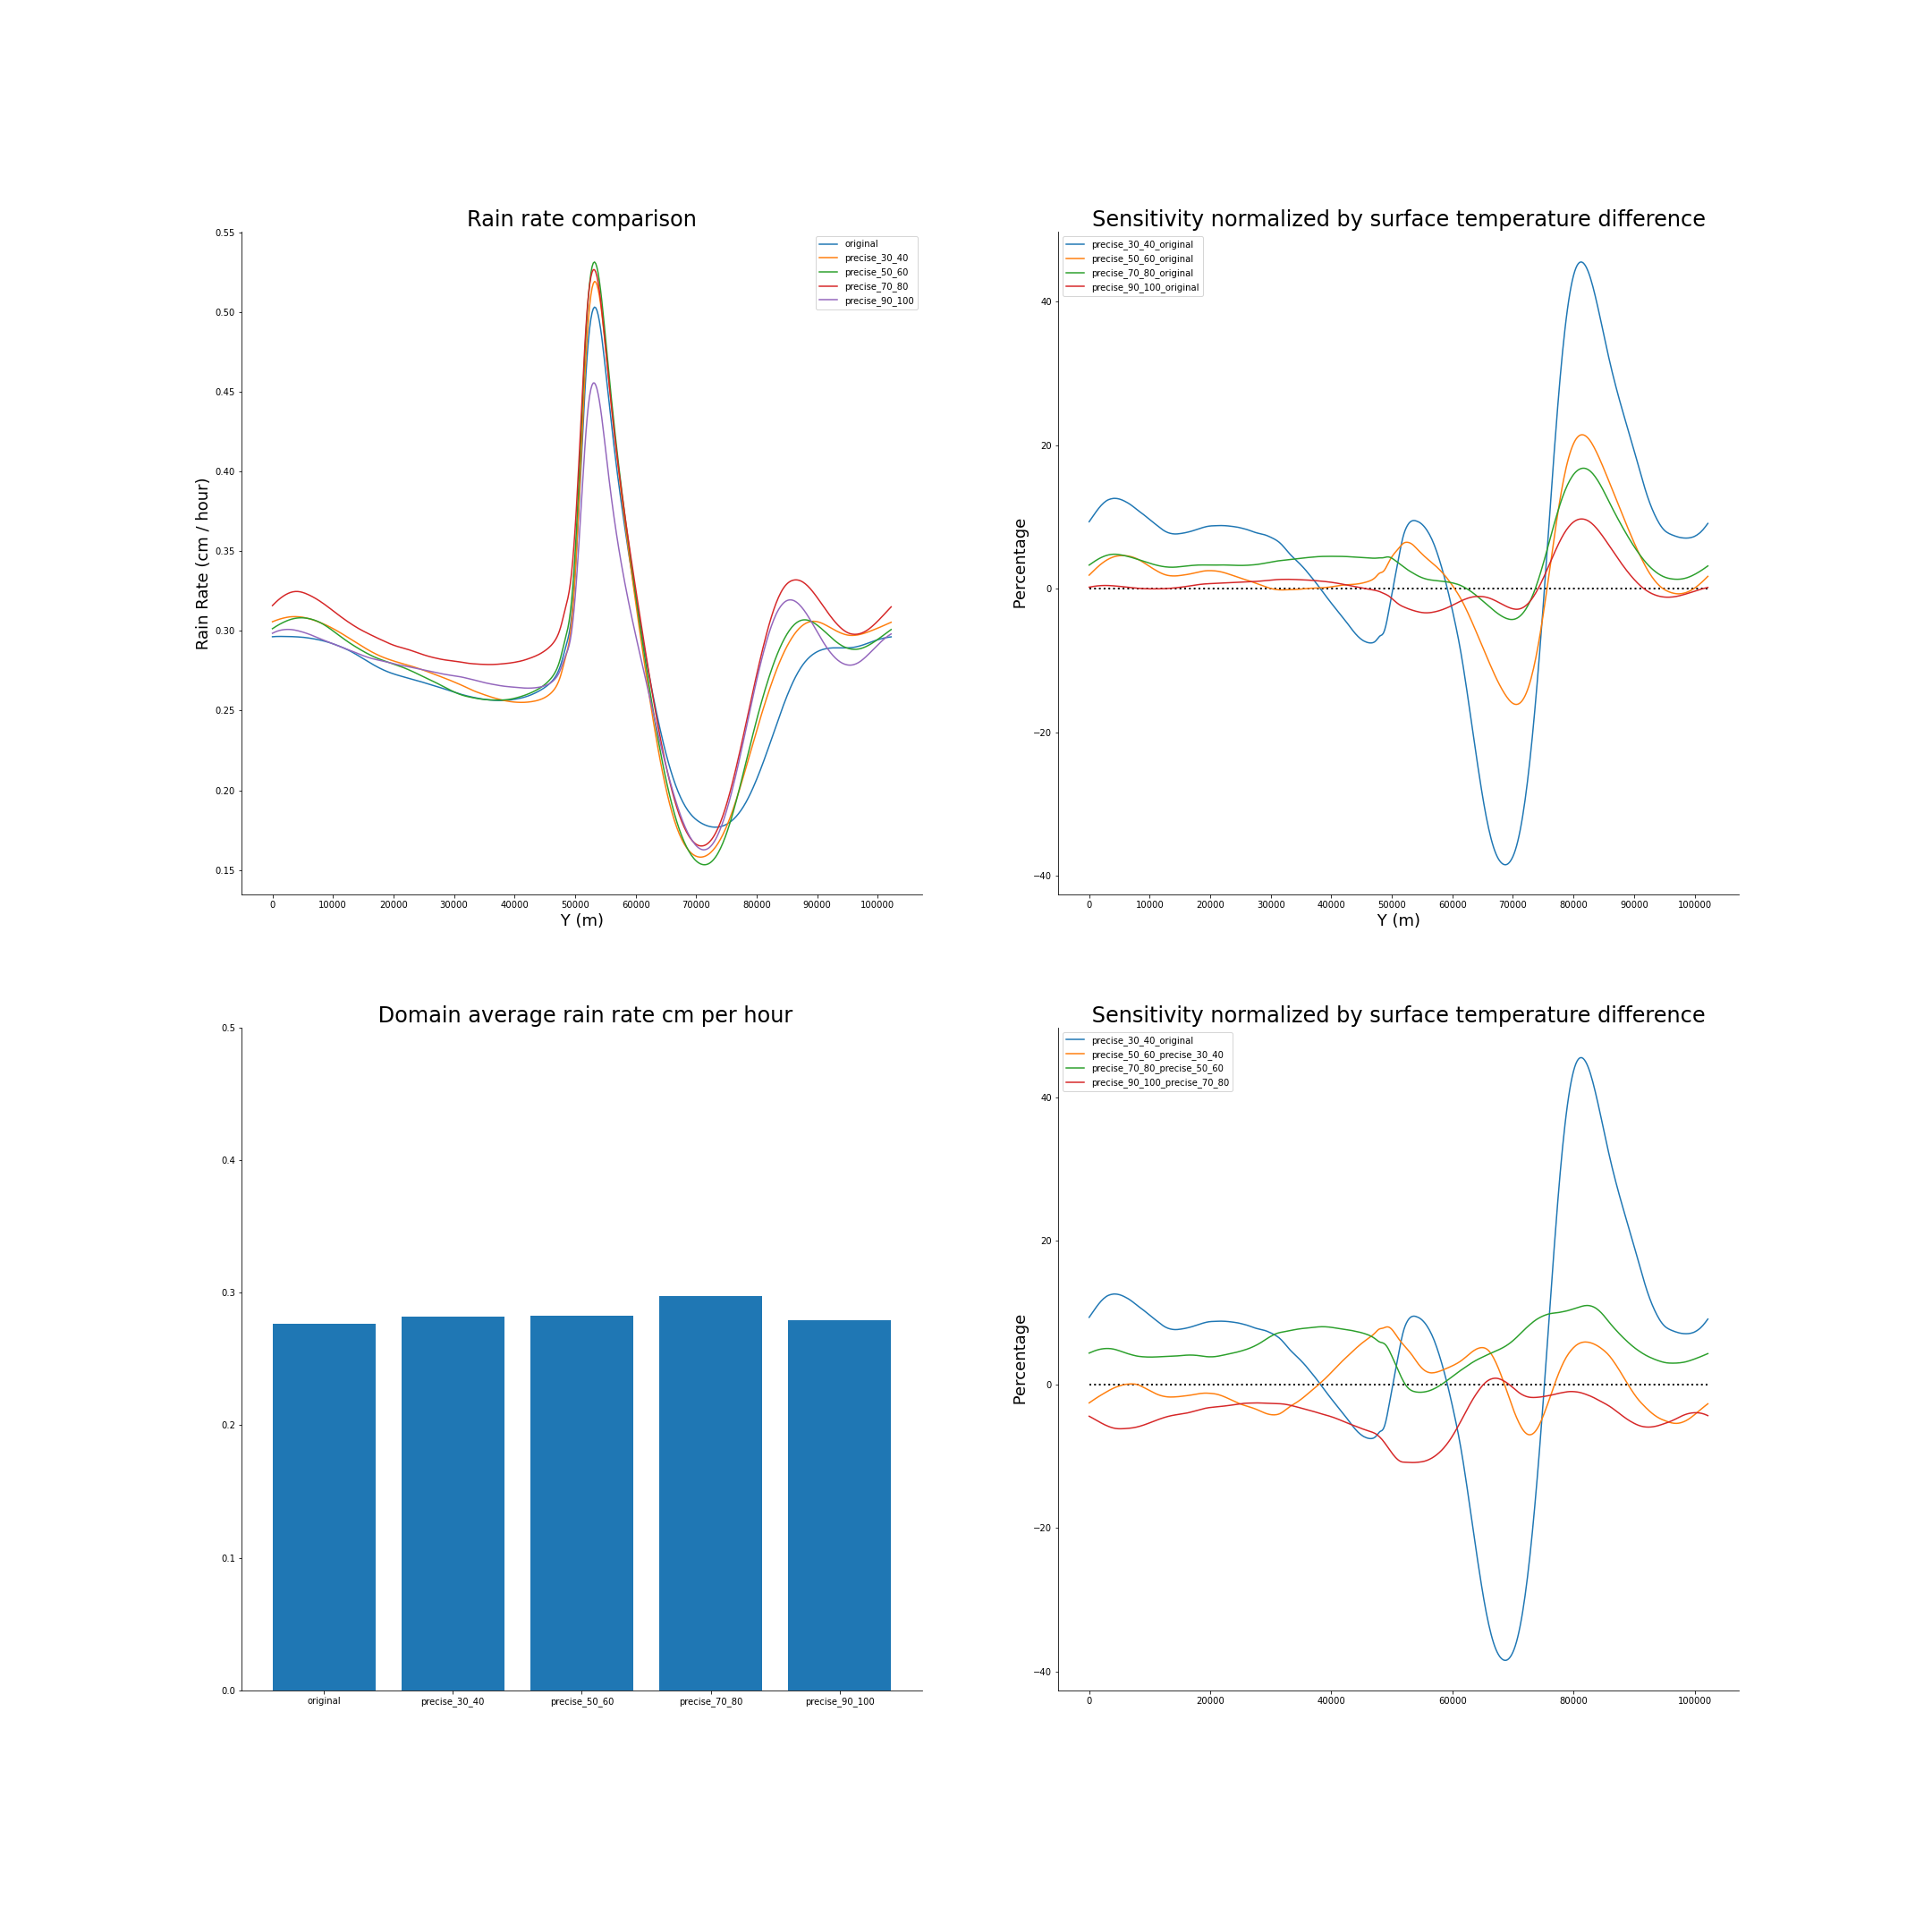 Rain rate comparison
Rain Rate (cm / hour)
0.55
0.50
0.45
0.40
0.35
0.30
0.25
0.20
0.15
original
precise_30_40
precise_50_60
precise_70_80
precise_90_100
0 10000 20000 30000 40000 50000 60000 70000 80000 90000 100000
Y (m)
Sensitivity normalized by surface temperature difference
Percentage
40
20
0
−20
−40
precise_30_40_original
precise_50_60_original
precise_70_80_original
precise_90_100_original
0 10000 20000 30000 40000 50000 60000 70000 80000 90000 100000
Y (m)
Domain average rain rate cm per hour
0.5
0.4
0.3
0.2
0.1
0.0
original precise_30_40 precise_50_60 precise_70_80 precise_90_100
Sensitivity normalized by surface temperature difference
Percentage
40
20
0
−20
−40
precise_30_40_original
precise_50_60_precise_30_40
precise_70_80_precise_50_60
precise_90_100_precise_70_80
0 20000 40000 60000 80000 100000